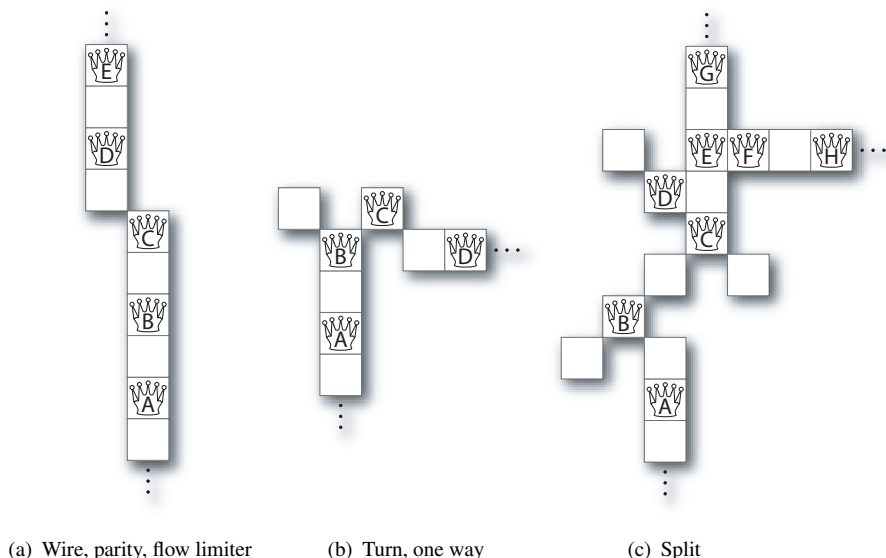 E
D
C
B
A
C
B
D
A
G
E F H
D
C
B
A
(a) Wire, parity, flow limiter
(b) Turn, one way
(c) Split